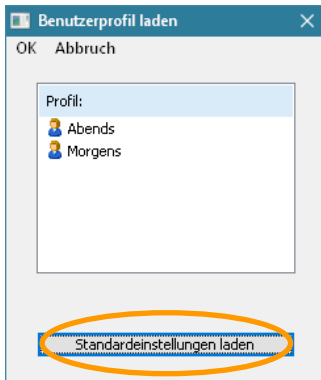 Benutzerprofil laden
OK Abbruch
Profil:
Abends
Morgens
Standardeinstellungen laden